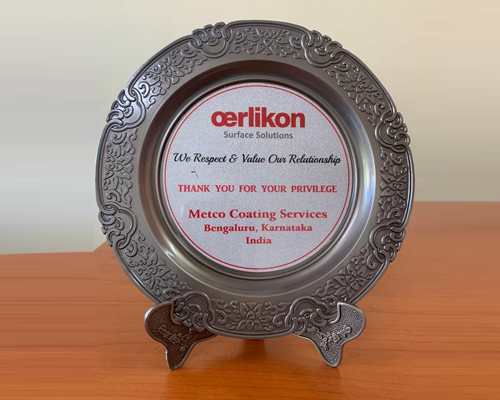 œrlikon
Surface Solutions
We Respect & Value Our Relationship
THANK YOU FOR YOUR PRIVILEGE
Metco Coating Services
Bengaluru, Karnataka
India